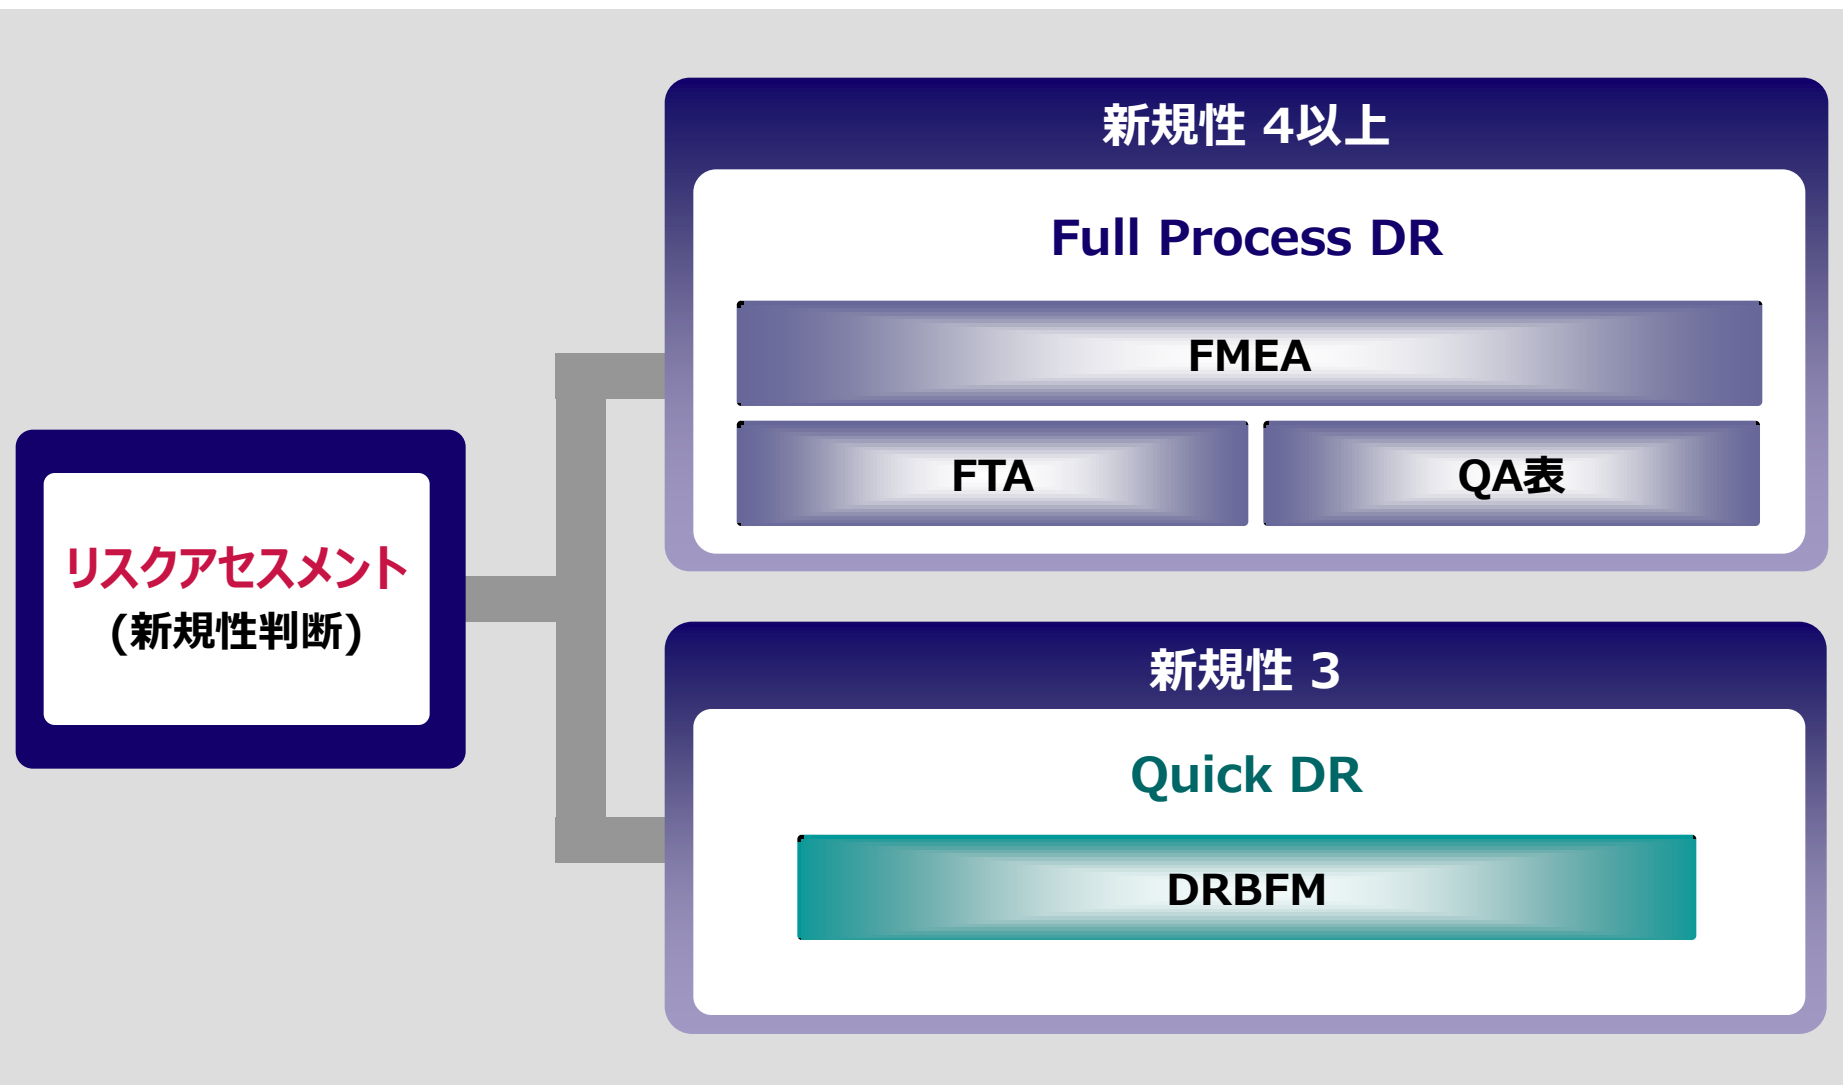 新規性 4以上
Full Process DR
FMEA
FTA
QA表
リスクアセスメント
(新規性判断)
新規性 3
Quick DR
DRBFM